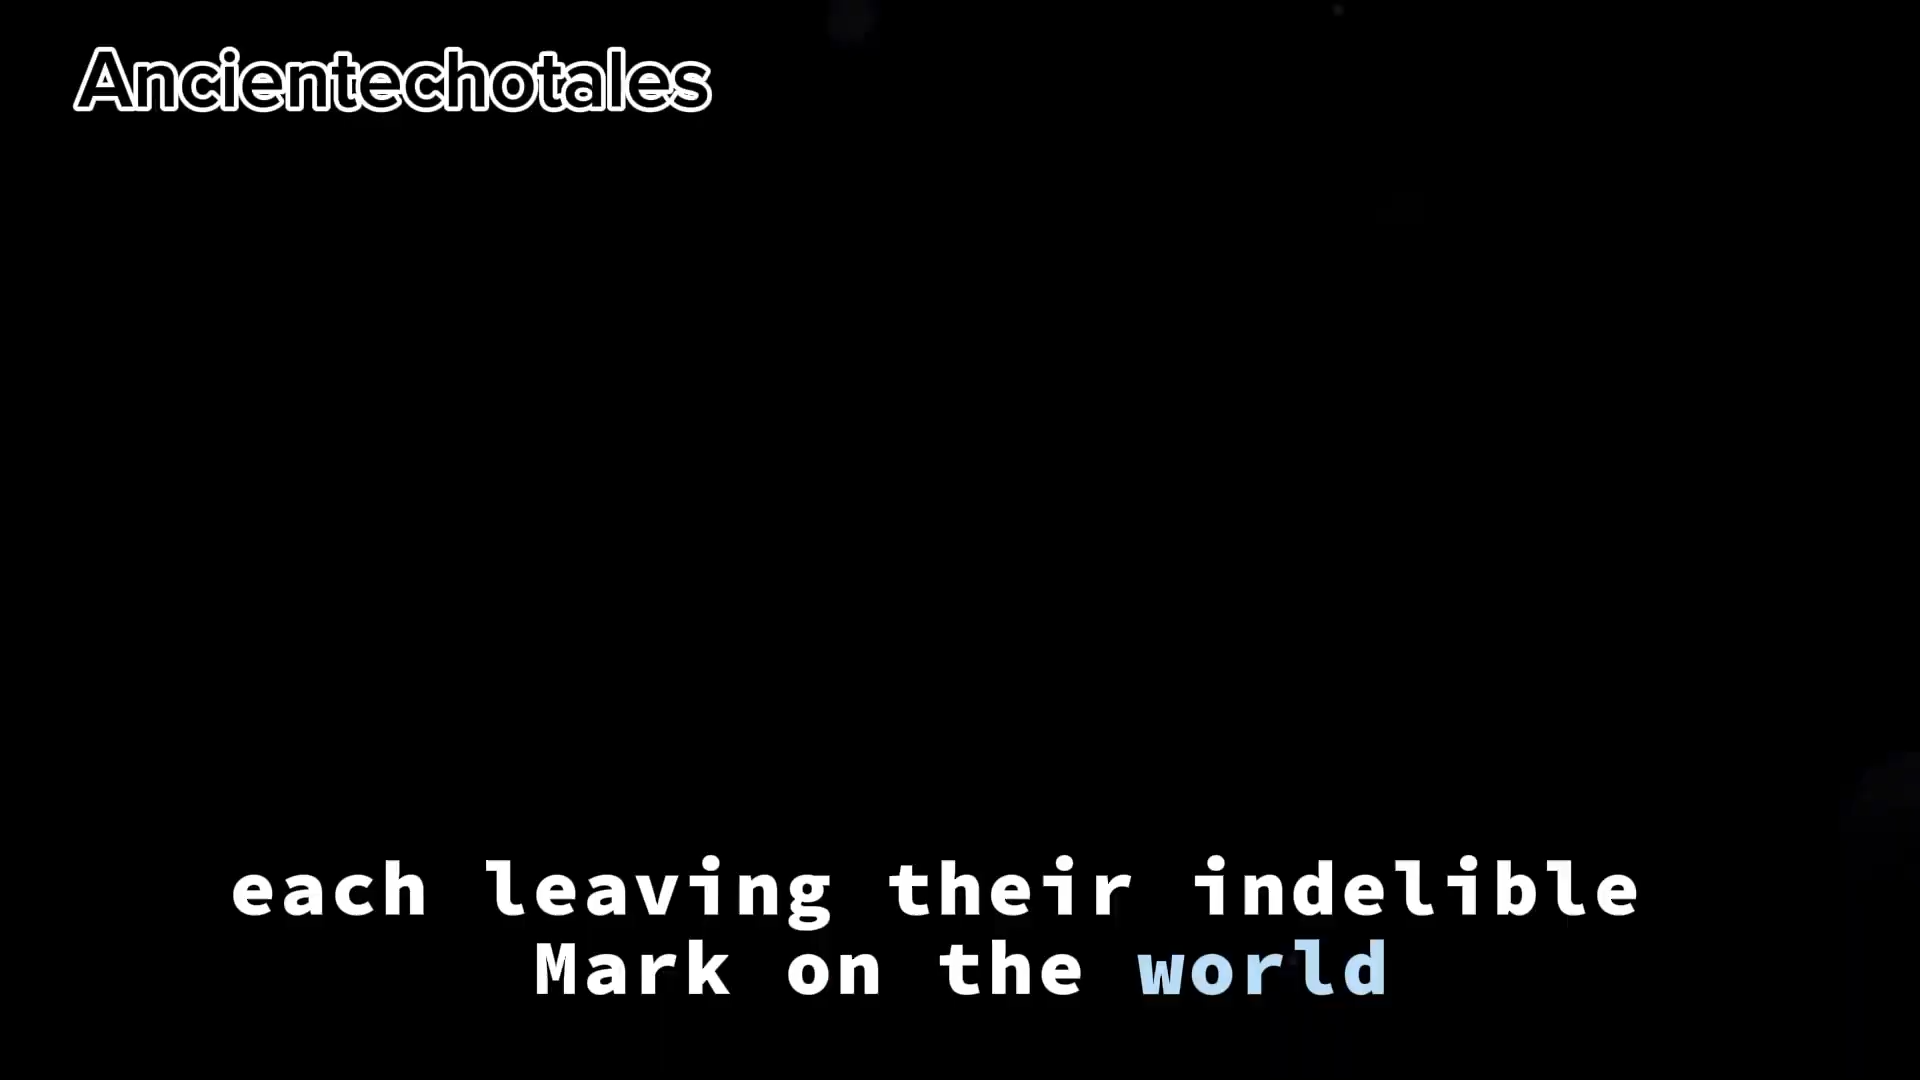 Ancientechotales
each leaving their indelible
Mark on the world